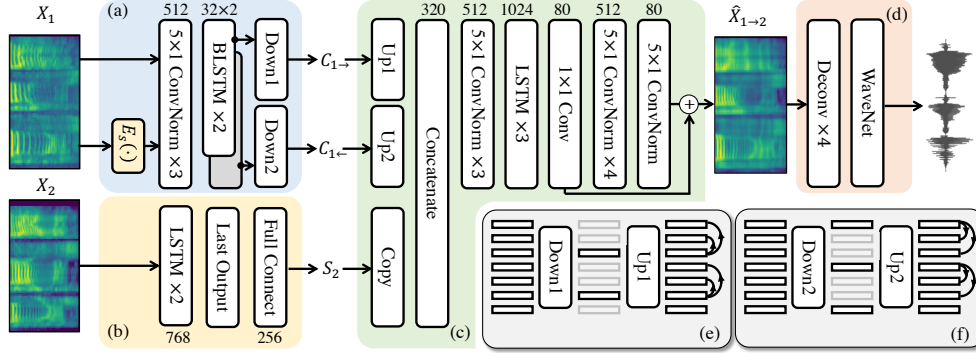 X₁
(a)
512
32×2
E_s(·)
5×1 ConvNorm ×3
BLSTM ×2
Down1
Down2
C₁→
C₁←
X₂
(b)
LSTM ×2
Last Output
Full Connect
768
256
S₂
Up1
Up2
Copy
(c)
320
512
1024
80
512
80
Concatenate
5×1 ConvNorm ×3
LSTM ×3
1×1 Conv
5×1 ConvNorm ×4
5×1 ConvNorm
+
X̂₁→₂
(d)
Deconv ×4
WaveNet
Down1
Up1
(e)
Down2
Up2
(f)